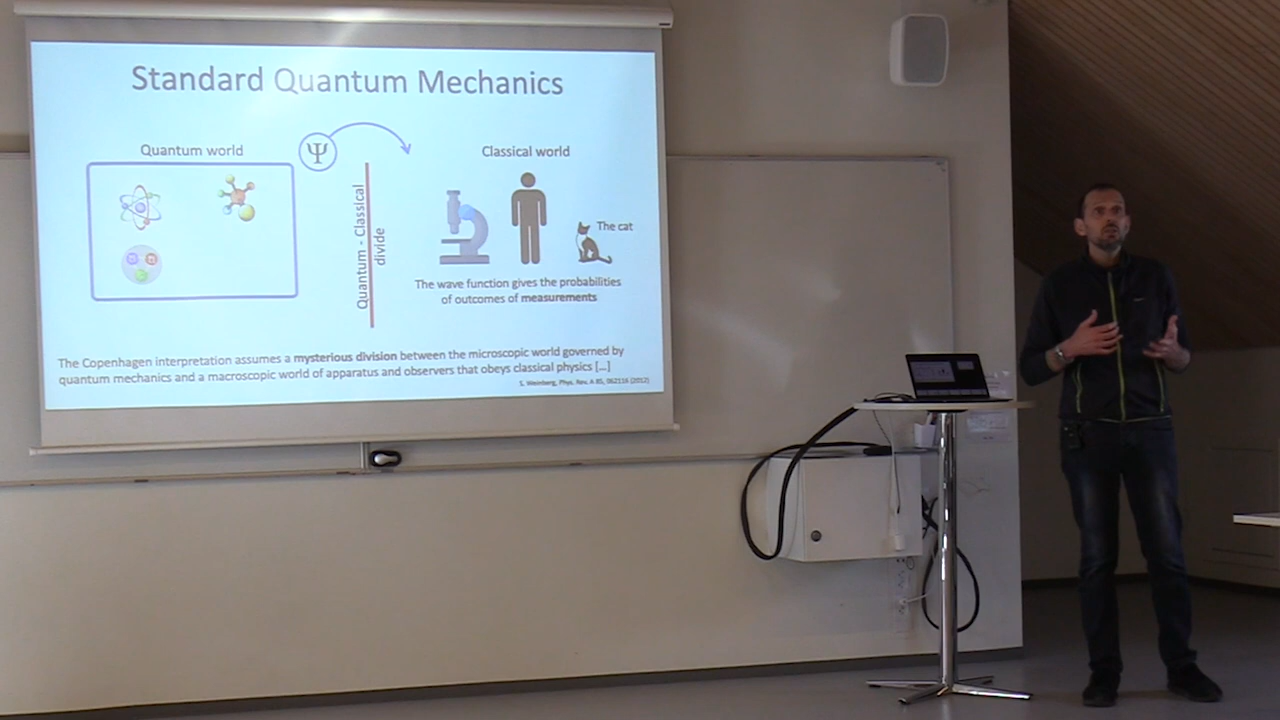 Standard Quantum Mechanics
Quantum world
Ψ
Classical world
Quantum - Classical
divide
The cat
The wave function gives the probabilities
of outcomes of measurements
The Copenhagen interpretation assumes a mysterious division between the microscopic world governed by
quantum mechanics and a macroscopic world of apparatus and observers that obeys classical physics [...]
S. Weinberg, Phys. Rev. A 85, 062116 (2012)